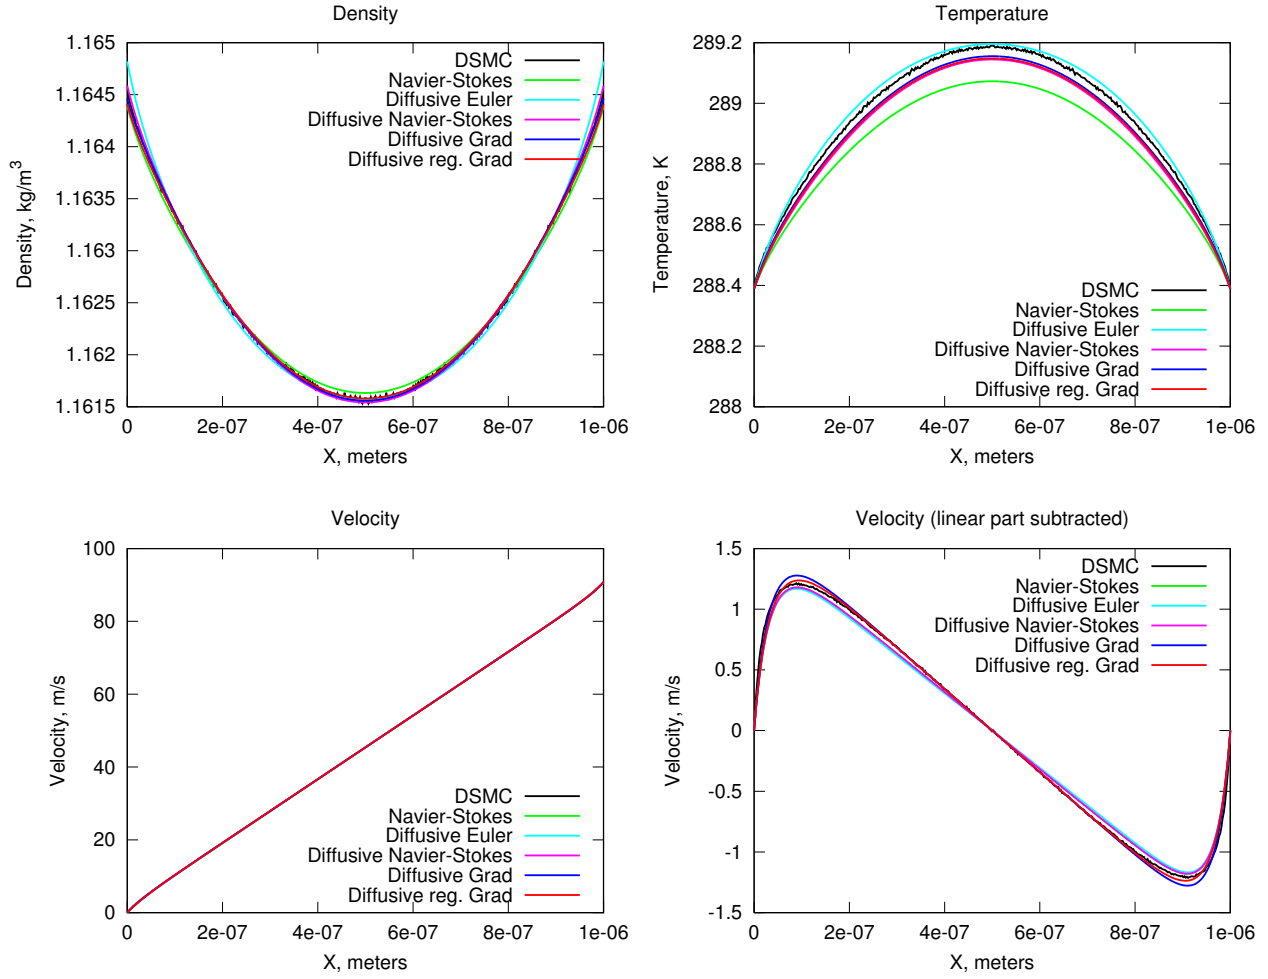 Density
1.165
1.1645
1.164
1.1635
1.163
1.1625
1.162
1.1615
Density, kg/m³
DSMC
Navier-Stokes
Diffusive Euler
Diffusive Navier-Stokes
Diffusive Grad
Diffusive reg. Grad
0
2e-07
4e-07
6e-07
8e-07
1e-06
X, meters
Temperature
289.2
289
288.8
288.6
288.4
288.2
288
Temperature, K
DSMC
Navier-Stokes
Diffusive Euler
Diffusive Navier-Stokes
Diffusive Grad
Diffusive reg. Grad
0
2e-07
4e-07
6e-07
8e-07
1e-06
X, meters
Velocity
100
80
60
40
20
0
Velocity, m/s
DSMC
Navier-Stokes
Diffusive Euler
Diffusive Navier-Stokes
Diffusive Grad
Diffusive reg. Grad
0
2e-07
4e-07
6e-07
8e-07
1e-06
X, meters
Velocity (linear part subtracted)
1.5
1
0.5
0
-0.5
-1
-1.5
Velocity, m/s
DSMC
Navier-Stokes
Diffusive Euler
Diffusive Navier-Stokes
Diffusive Grad
Diffusive reg. Grad
0
2e-07
4e-07
6e-07
8e-07
1e-06
X, meters